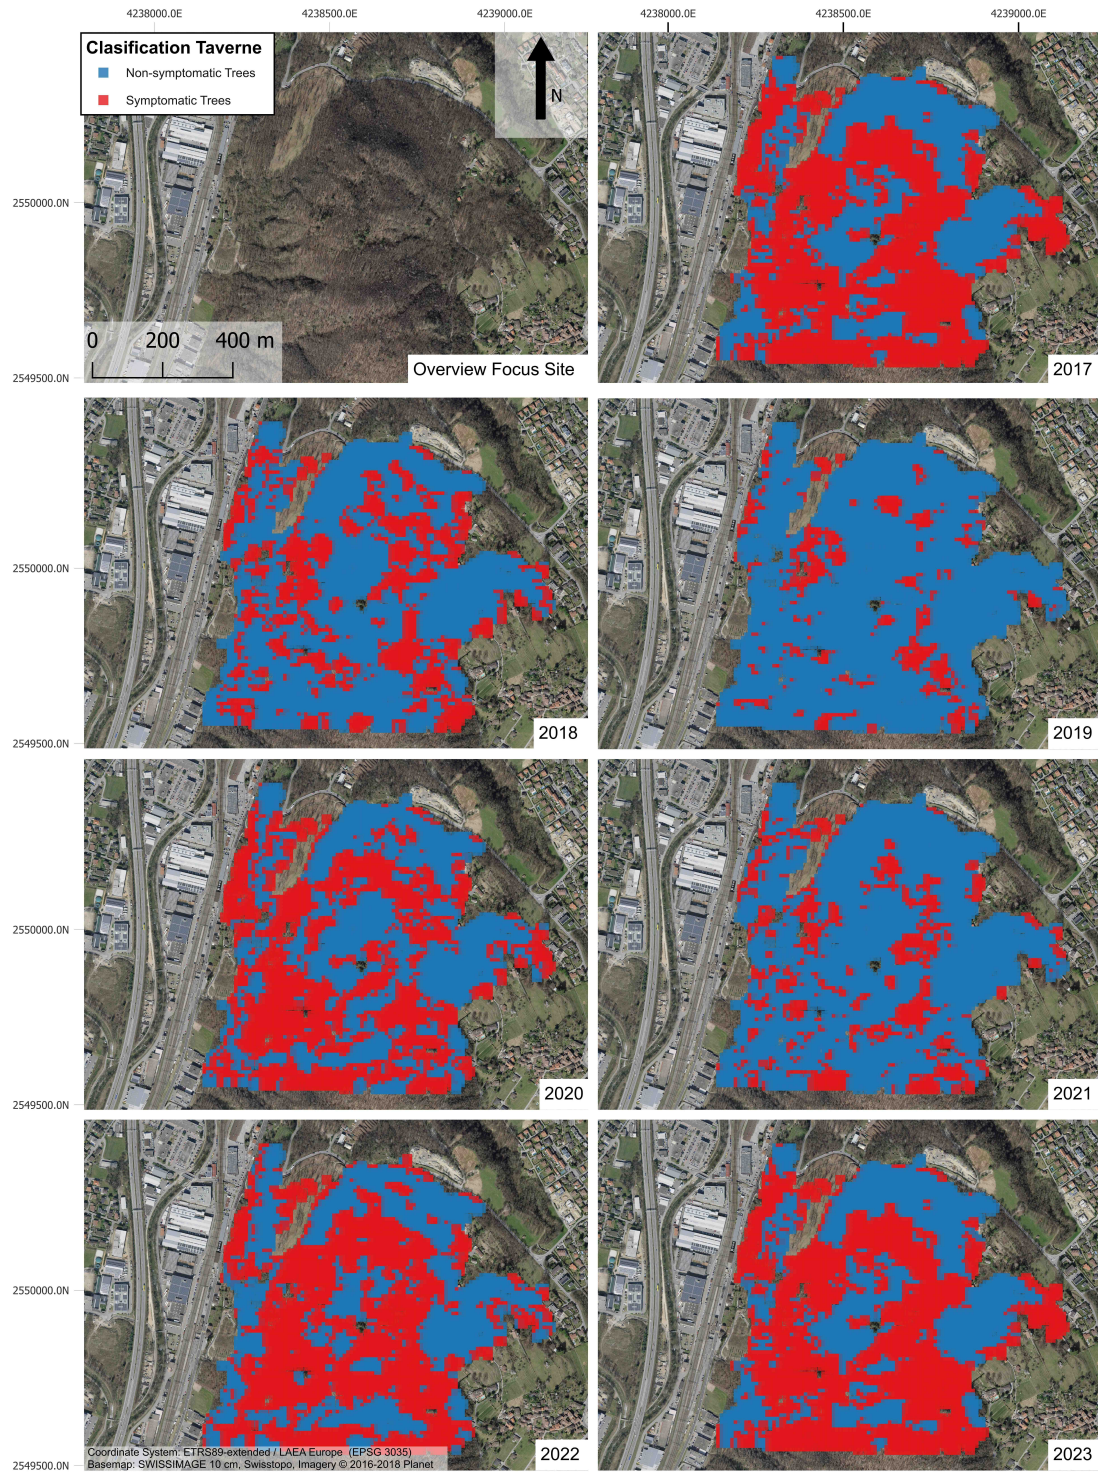 4238000.0E 4238500.0E 4239000.0E 4238000.0E 4238500.0E 4239000.0E
Clasification Taverne
Non-symptomatic Trees
Symptomatic Trees
N
2550000.0N
0 200 400 m
Overview Focus Site
2017
2549500.0N
2550000.0N
2018
2019
2549500.0N
2550000.0N
2020
2021
2549500.0N
2550000.0N
Coordinate System: ETRS89-extended / LAEA Europe (EPSG 3035)
Basemap: SWISSIMAGE 10 cm, Swisstopo, Imagery © 2016-2018 Planet
2022
2023
2549500.0N